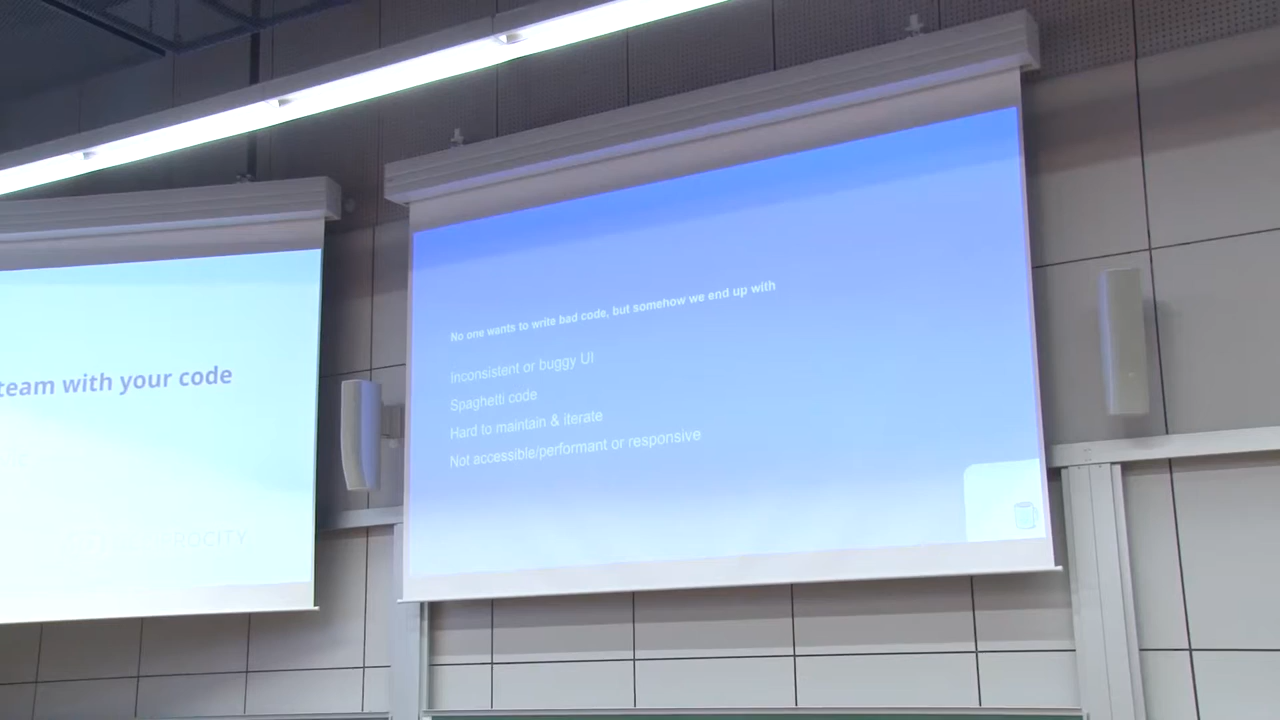 team with your code
ROCITY
No one wants to write bad code, but somehow we end up with
Inconsistent or buggy UI
Spaghetti code
Hard to maintain & iterate
Not accessible/performant or responsive